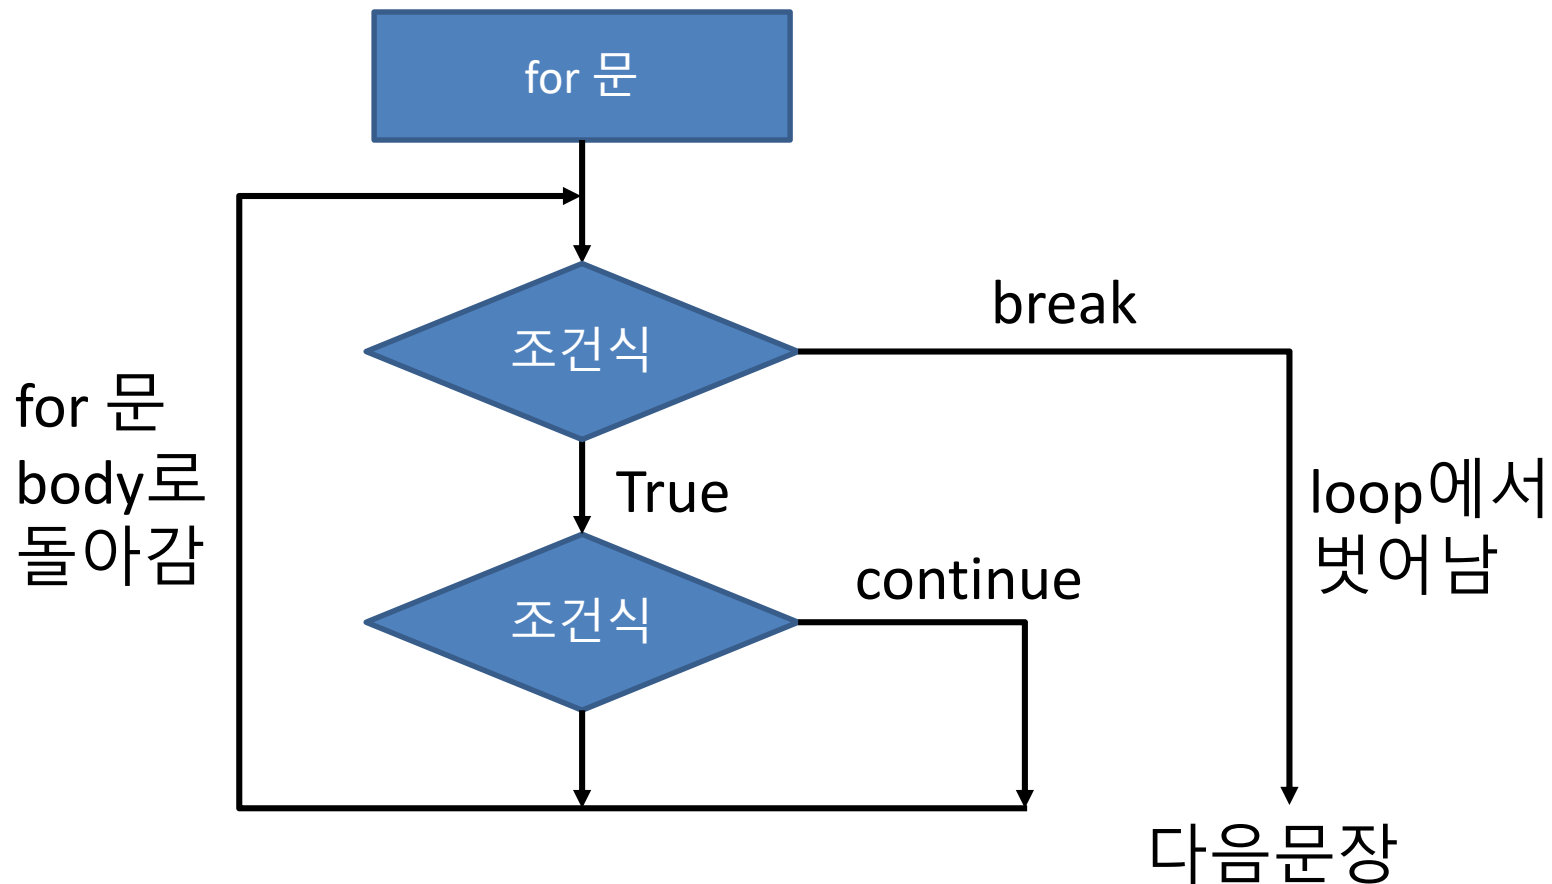 for 문
조건식
break
for 문
body로
돌아감
True
loop에서
벗어남
조건식
continue
다음문장